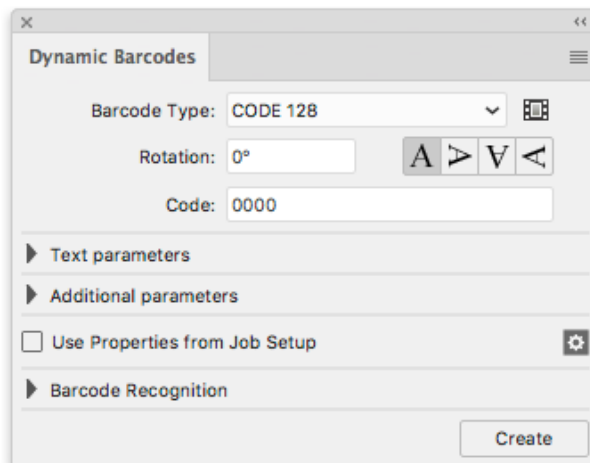 Dynamic Barcodes
Barcode Type: CODE 128
Rotation: 0° A A A A
Code: 0000
Text parameters
Additional parameters
Use Properties from Job Setup
Barcode Recognition
Create